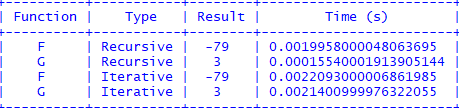 | Function | Type | Result | Time (s) |
| F | Recursive | -79 | 0.0019958000048063695 |
| G | Recursive | 3 | 0.00015540001913905144 |
| F | Iterative | -79 | 0.0022093000006861985 |
| G | Iterative | 3 | 0.0021400999976322055 |